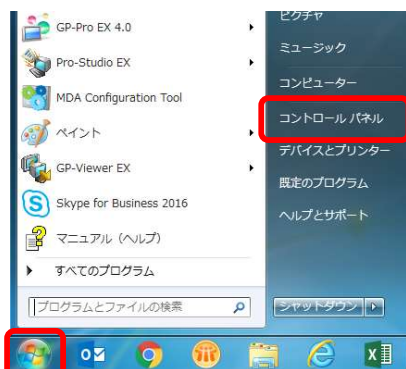 GP-Pro EX 4.0
Pro-Studio EX
MDA Configuration Tool
ペイント
GP-Viewer EX
Skype for Business 2016
マニュアル (ヘルプ)
すべてのプログラム
プログラムとファイルの検索
ピクチャ
ミュージック
コンピューター
コントロール パネル
デバイスとプリンター
既定のプログラム
ヘルプとサポート
シャットダウン